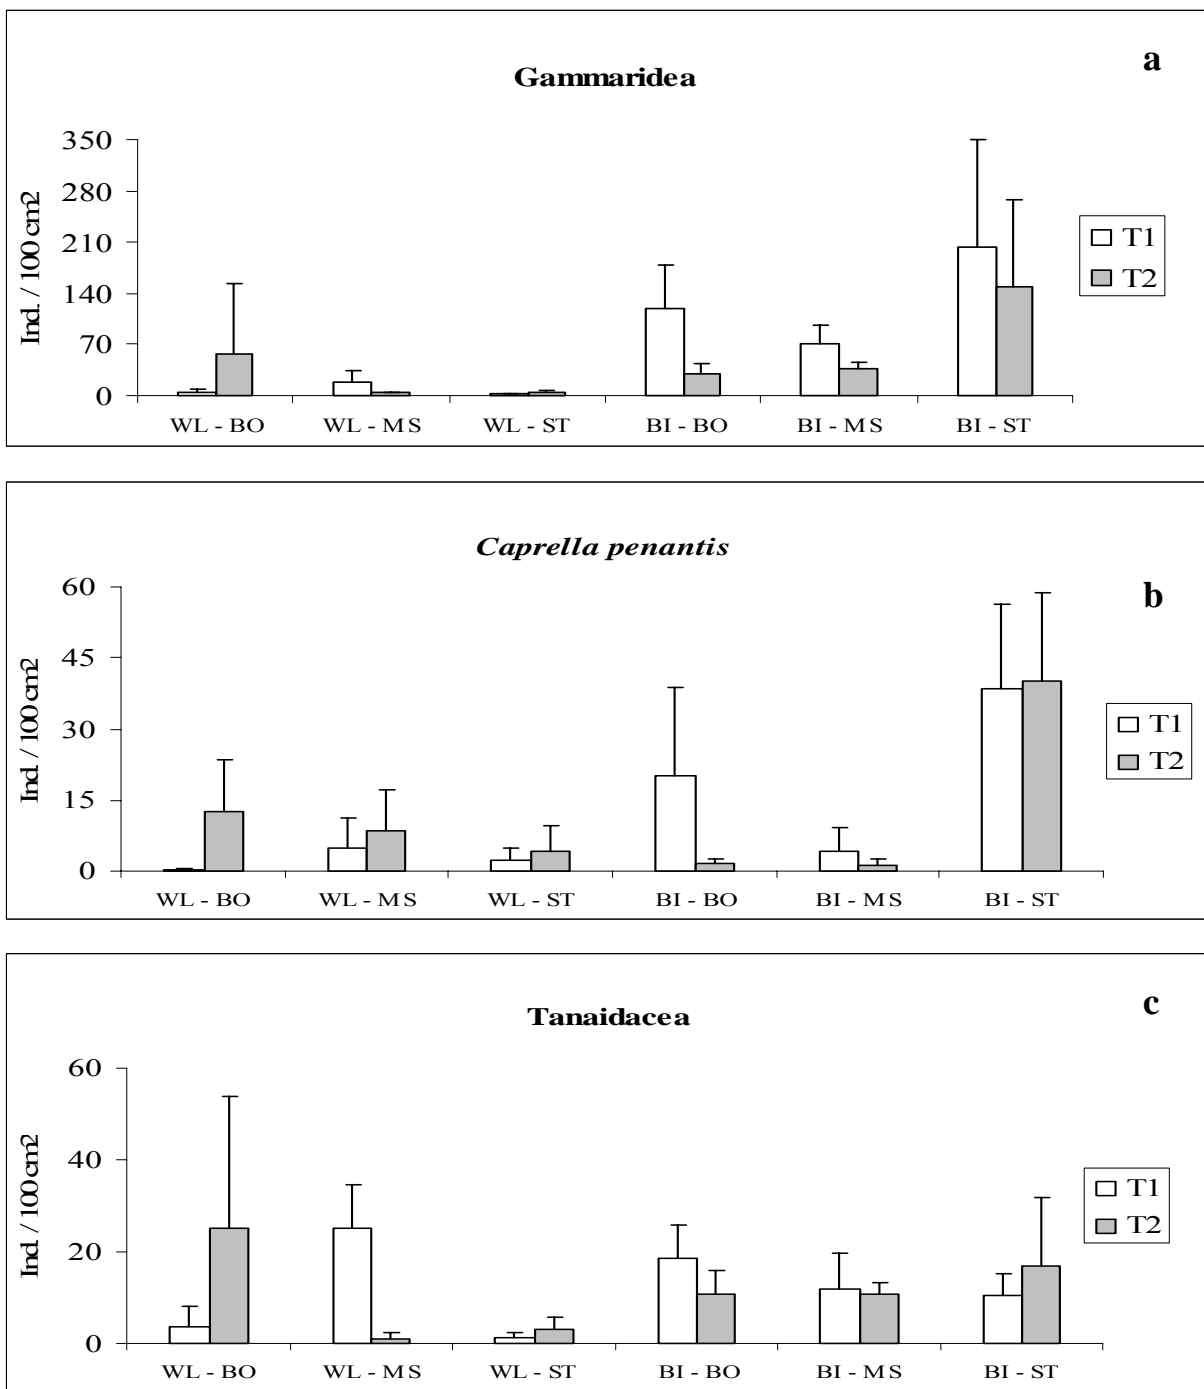 a
Gammaridea
350
280
210
140
70
0
Ind. / 100 cm2
WL - BO WL - MS WL - ST BI - BO BI - MS BI - ST
T1
T2
b
Caprella penantis
60
45
30
15
0
Ind. / 100 cm2
WL - BO WL - MS WL - ST BI - BO BI - MS BI - ST
T1
T2
c
Tanaidacea
60
40
20
0
Ind. / 100 cm2
WL - BO WL - MS WL - ST BI - BO BI - MS BI - ST
T1
T2